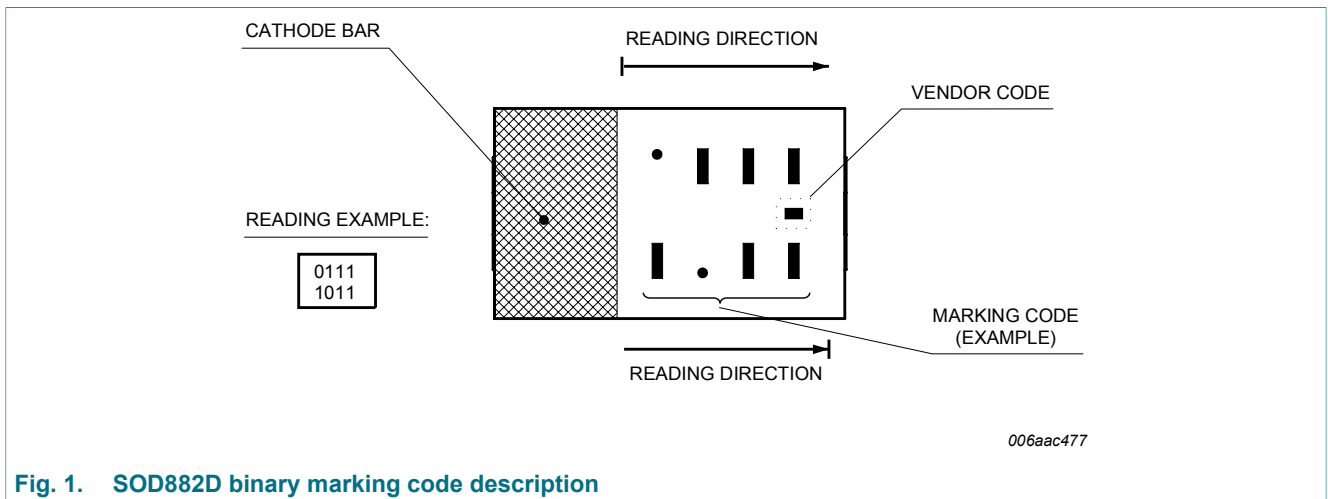 CATHODE BAR
READING DIRECTION
VENDOR CODE
READING EXAMPLE:
0111
1011
MARKING CODE
(EXAMPLE)
READING DIRECTION
006aac477
Fig. 1. SOD882D binary marking code description